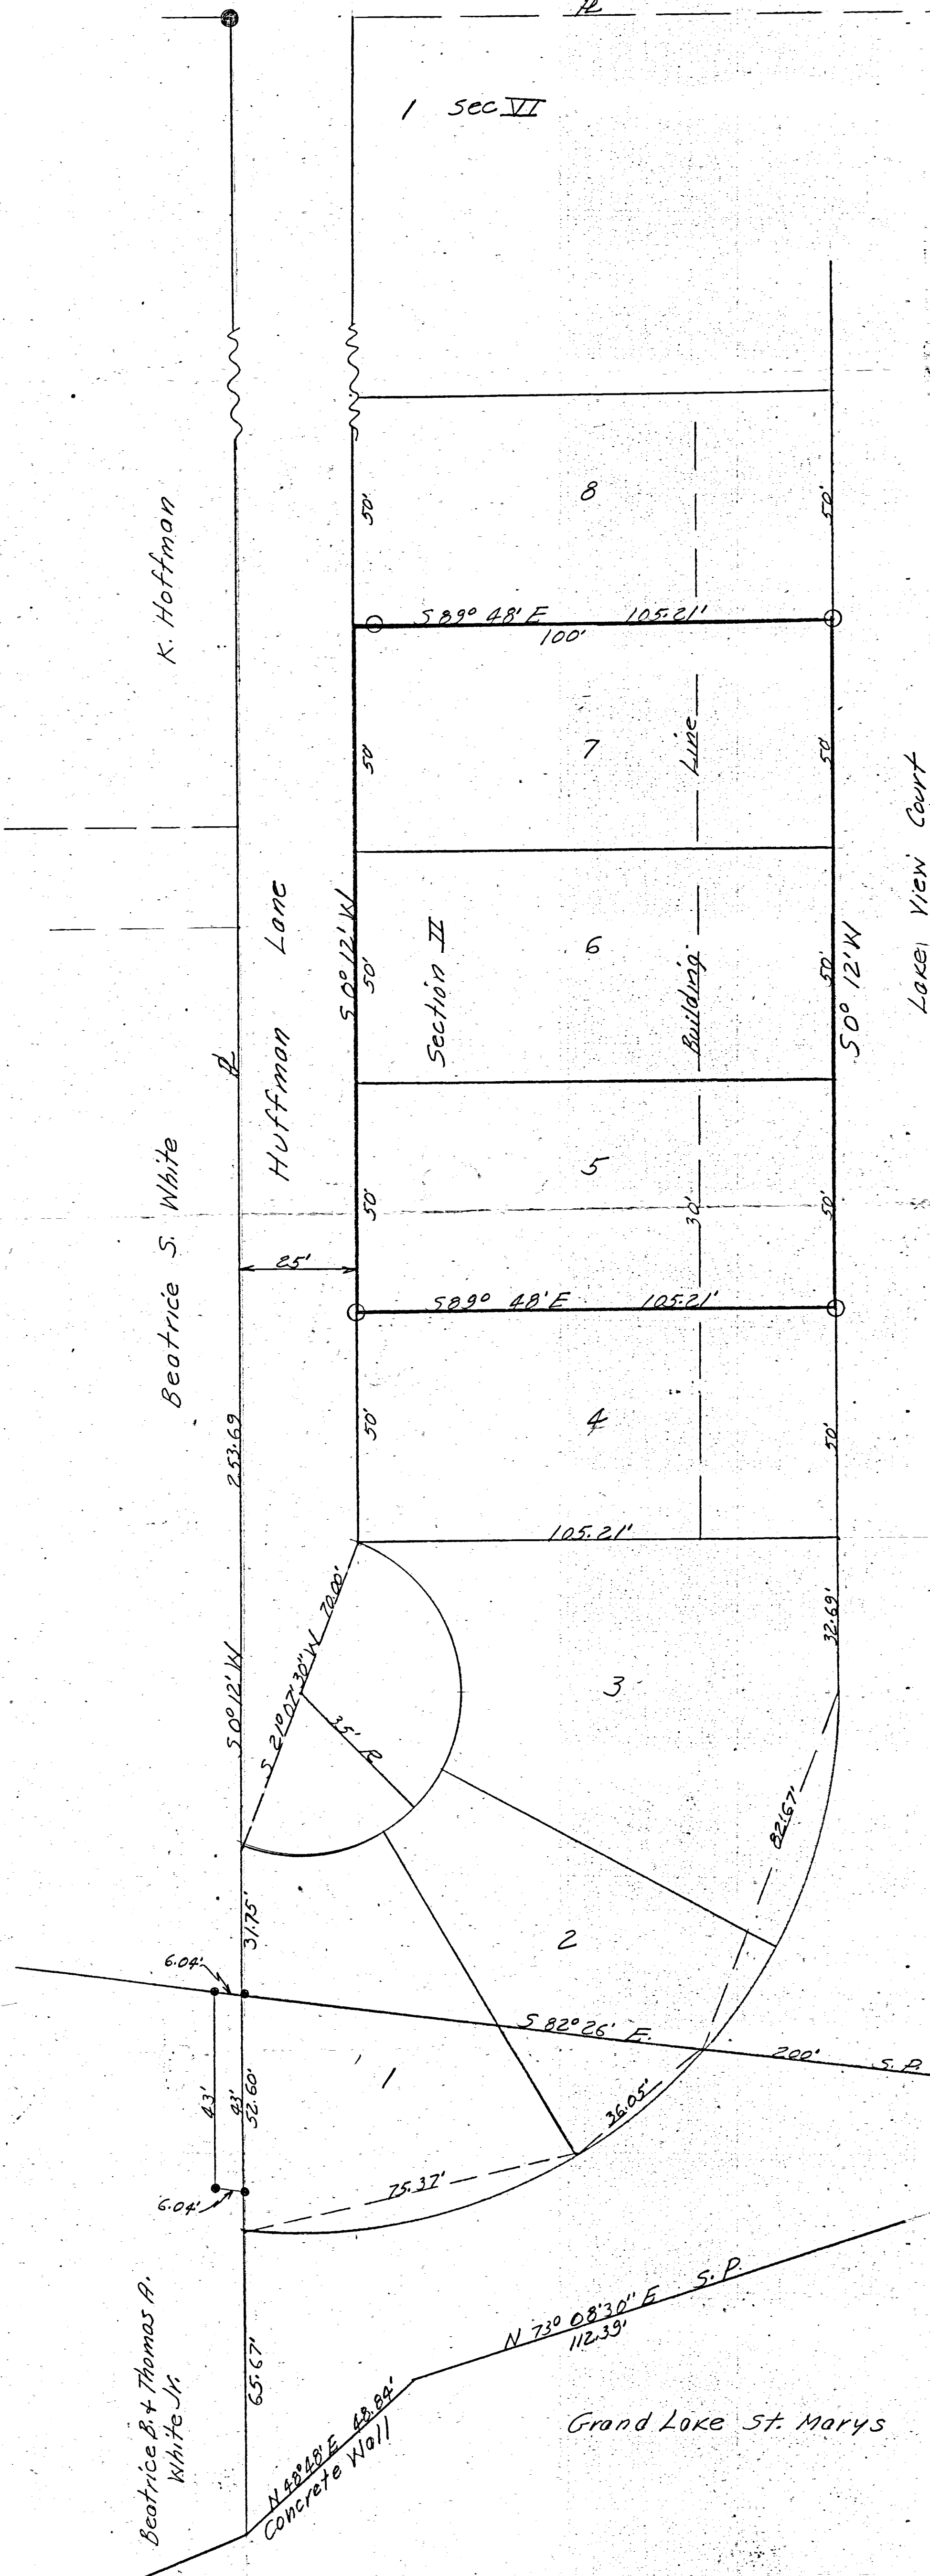 PL
1 Sec VI
K. Hoffman
8
50'
50'
S 89° 48' E 105.21'
100'
7
50'
50'
Line
Huffman Lane
S 0° 12' W
50'
Section II
6
Building
50'
S 0° 12' W
Lake View Court
PL
Beatrice S. White
5
50'
30'
50'
25'
S 89° 48' E 105.21'
4
50'
50'
253.69
105.21'
S 0° 12' W
S 21° 07' 30" W 70.00'
35' R
3
32.69'
82.67'
31.75'
2
6.04'
S 82° 26' E.
200' S.P.
1
43'
43'
52.60'
36.05'
75.37'
6.04'
Beatrice B. & Thomas A.
White Jr.
65.67'
N 73° 08' 30" E S.P.
112.39'
N 48° 48' E 48.84'
Concrete Wall
Grand Lake St. Marys